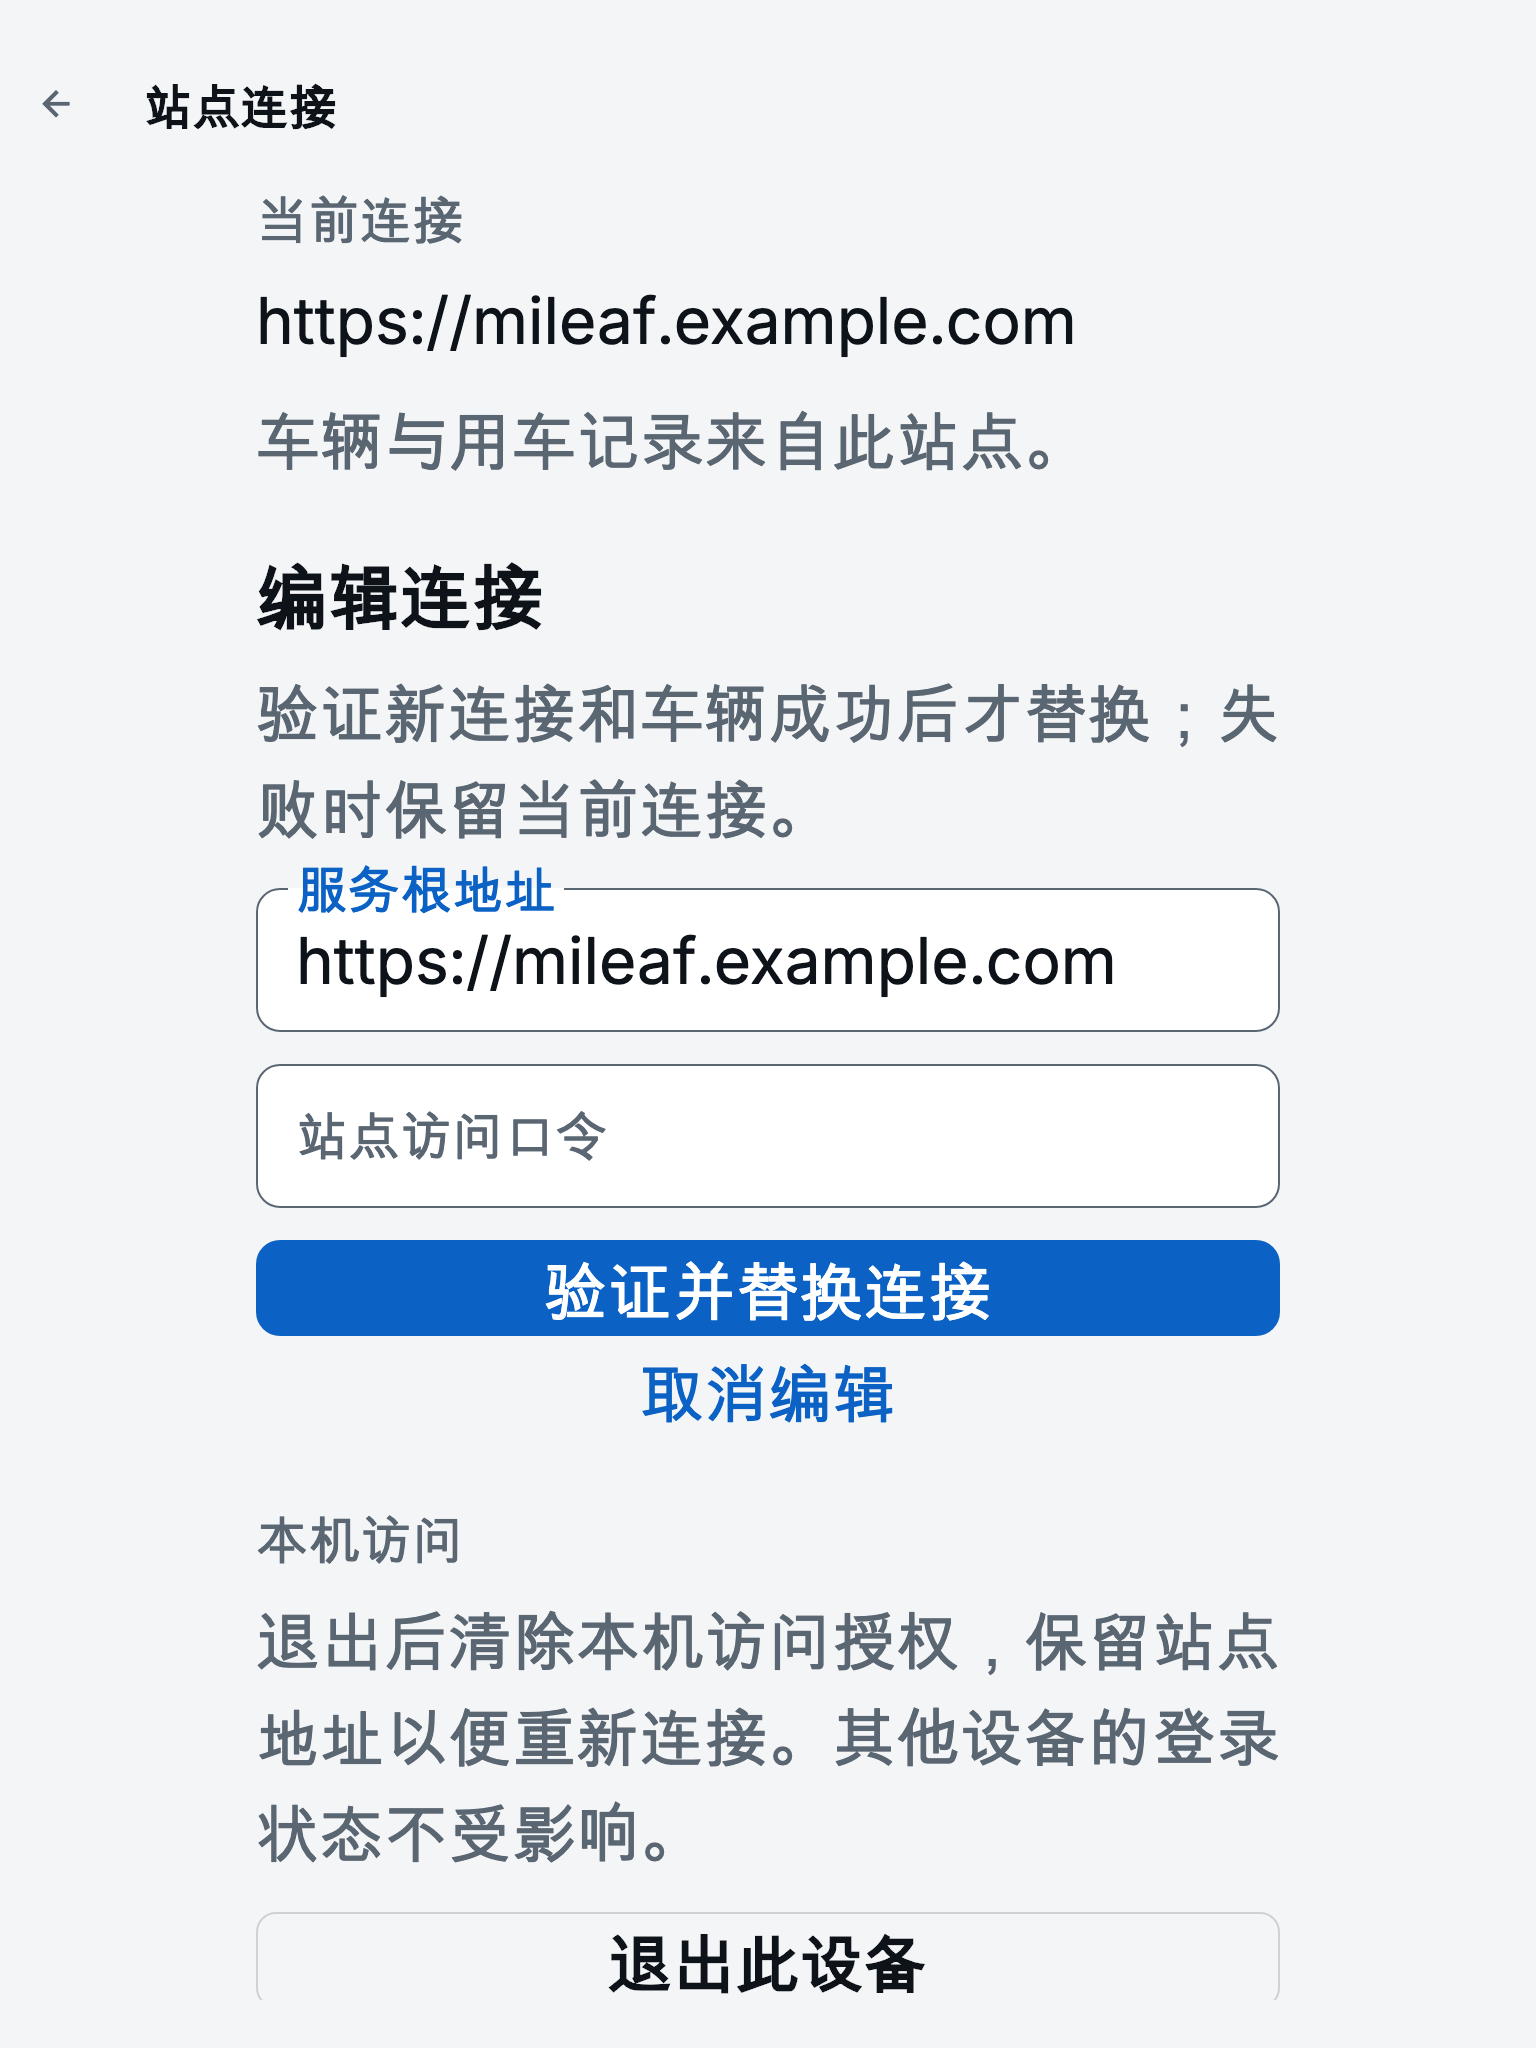 站点连接
当前连接
https://mileaf.example.com
车辆与用车记录来自此站点。
编辑连接
验证新连接和车辆成功后才替换；失
败时保留当前连接。
服务根地址
https://mileaf.example.com
站点访问口令
验证并替换连接
取消编辑
本机访问
退出后清除本机访问授权，保留站点
地址以便重新连接。其他设备的登录
状态不受影响。
退出此设备